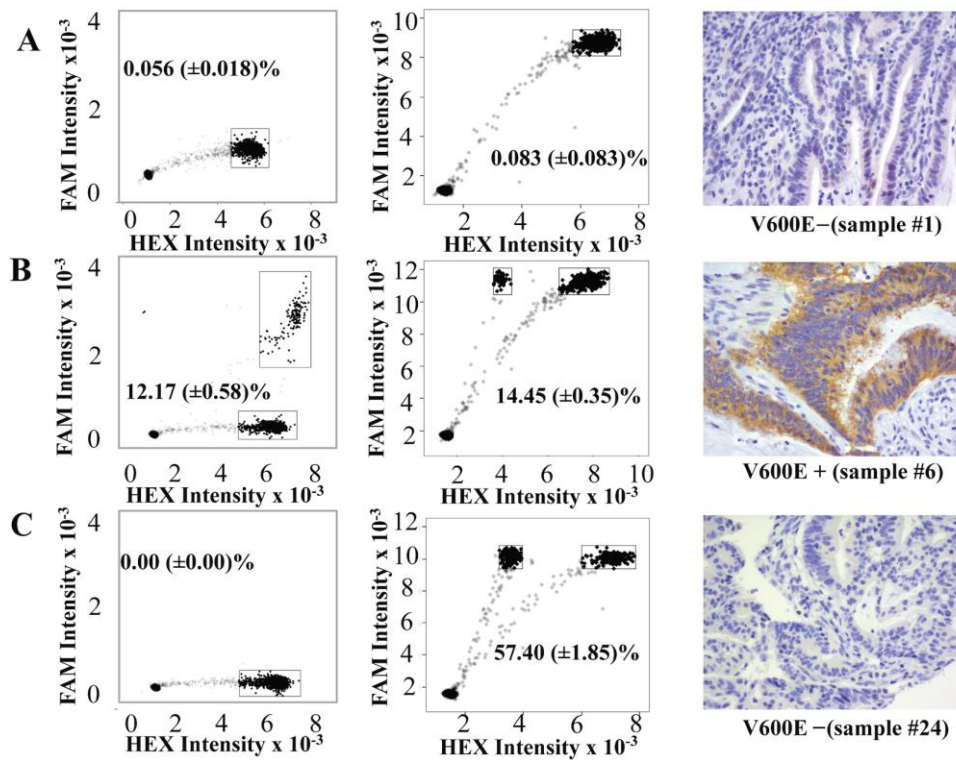 A
FAM Intensity x10⁻³
4
2
0
0.056 (±0.018)%
0 2 4 6 8
HEX Intensity x 10⁻³
FAM Intensity x10⁻³
10
8
6
4
2
0.083 (±0.083)%
2 4 6 8
HEX Intensity x 10⁻³
V600E−(sample #1)
B
FAM Intensity x 10⁻³
4
2
0
12.17 (±0.58)%
0 2 4 6 8
HEX Intensity x 10⁻³
FAM Intensity x 10⁻³
12
10
8
6
4
2
14.45 (±0.35)%
2 4 6 8 10
HEX Intensity x 10⁻³
V600E + (sample #6)
C
FAM Intensity x 10⁻³
4
2
0
0.00 (±0.00)%
0 2 4 6 8
HEX Intensity x 10⁻³
FAM Intensity x 10⁻³
12
10
8
6
4
2
57.40 (±1.85)%
2 4 6 8
HEX Intensity x 10⁻³
V600E −(sample #24)